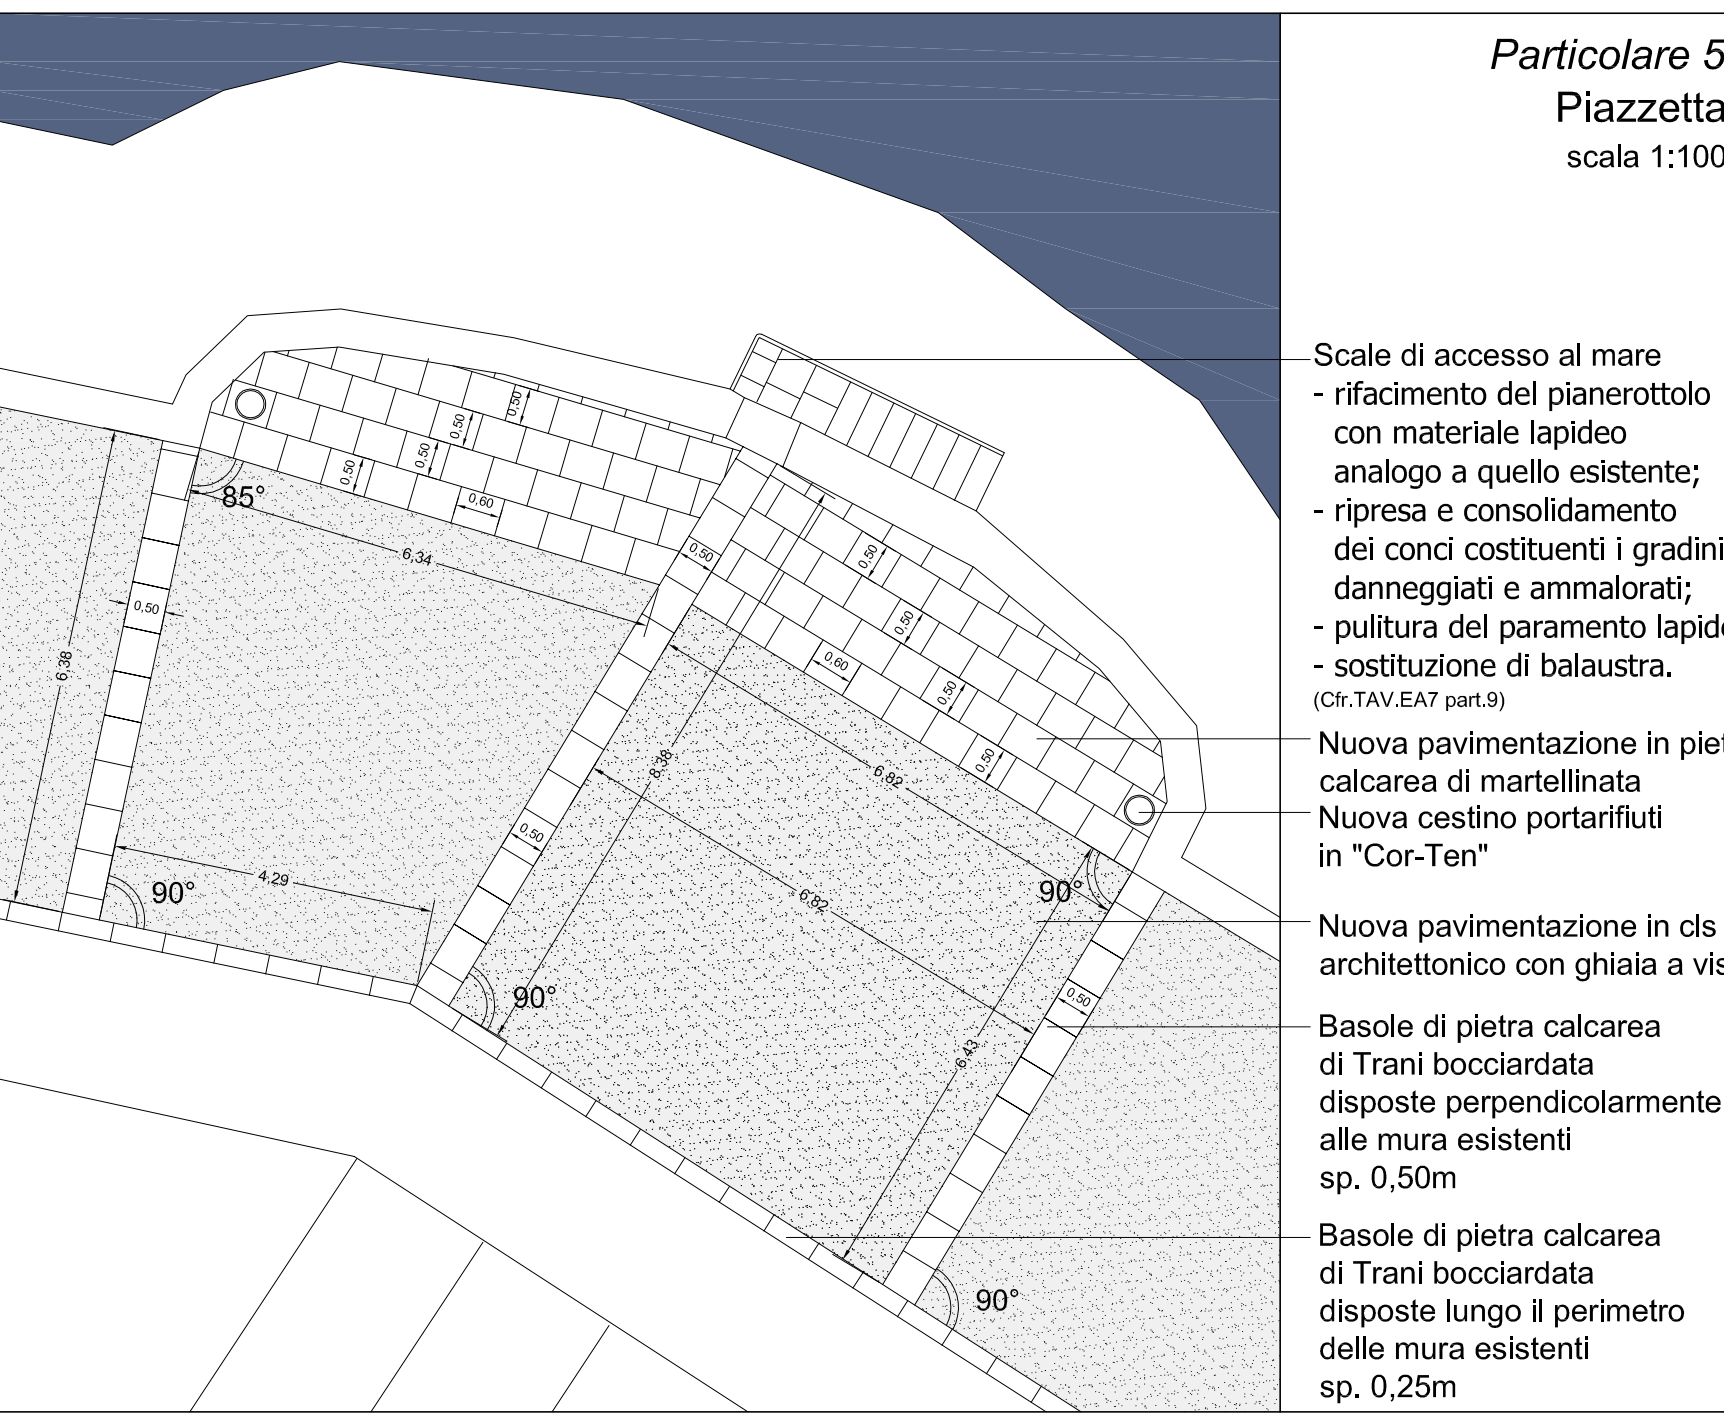 Particolare 5
Piazzetta
scala 1:100
Scale di accesso al mare
- rifacimento del pianerottolo
con materiale lapideo
analogo a quello esistente;
- ripresa e consolidamento
dei conci costituenti i gradini
danneggiati e ammalorati;
- pulitura del paramento
- sostituzione di balaustra.
(Cfr.TAV.EA7 part.9)
Nuova pavimentazione in
calcarea di martellinata
Nuova cestino portarifiuti
in "Cor-Ten"
Nuova pavimentazione in cls
architettonico con ghiaia a
Basole di pietra calcarea
di Trani bocciardata
disposte perpendicolarmente
alle mura esistenti
sp. 0,50m
Basole di pietra calcarea
di Trani bocciardata
disposte lungo il perimetro
delle mura esistenti
sp. 0,25m
0,50
0,50
0,50
0,50
0,60
85°
6,34
0,50
0,50
6,38
0,50
0,60
0,50
0,50
0,50
8,38
6,82
0,50
4,29
90°
6,82
90°
90°
0,50
6,43
90°